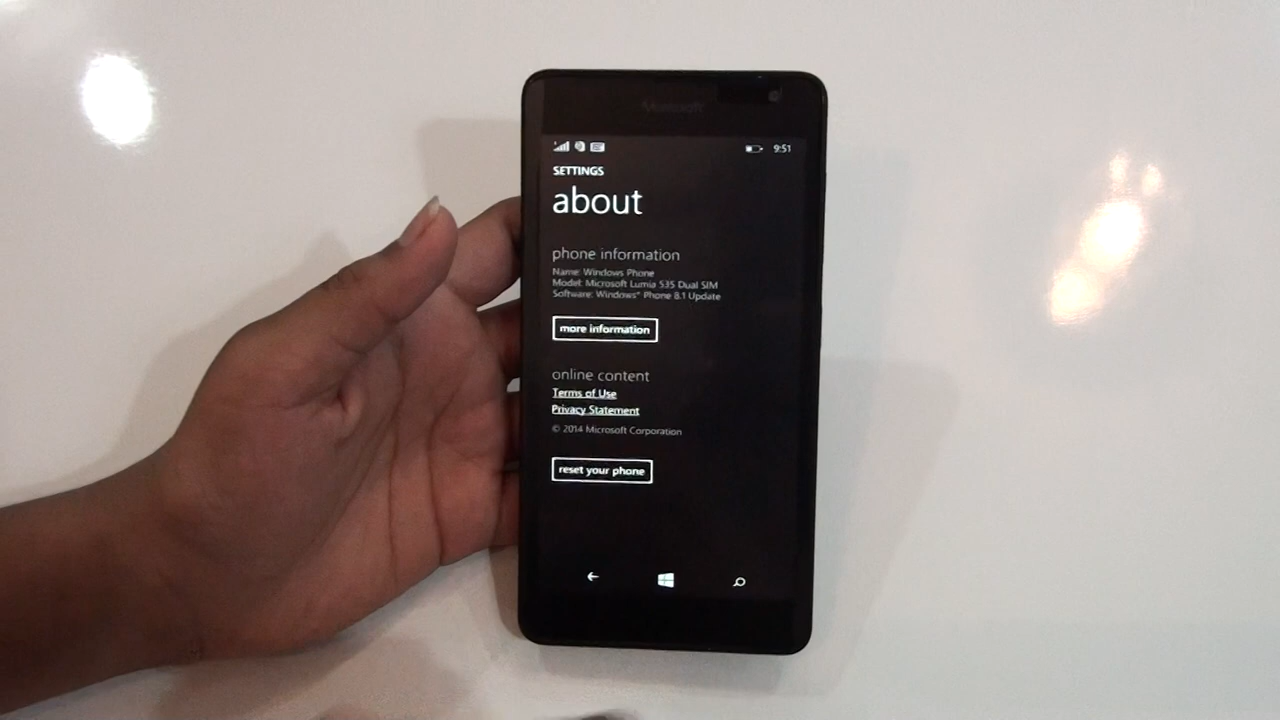 Microsoft
9:51
SETTINGS
about
phone information
Name: Windows Phone
Model: Microsoft Lumia 535 Dual SIM
Software: Windows® Phone 8.1 Update
more information
online content
Terms of Use
Privacy Statement
© 2014 Microsoft Corporation
reset your phone